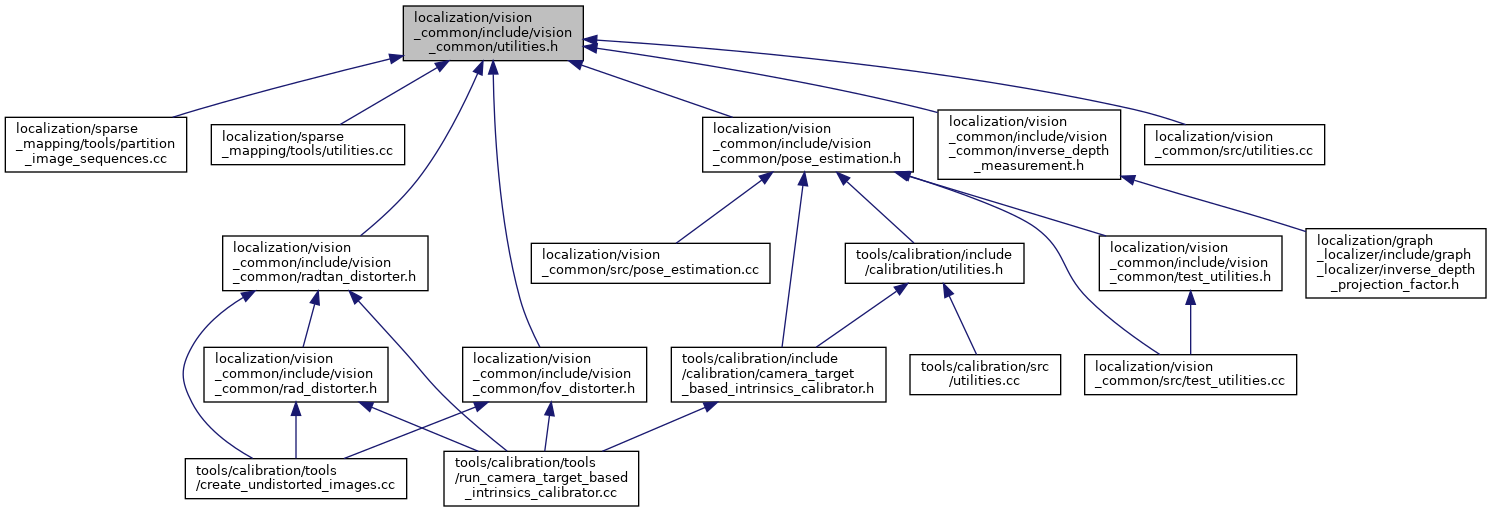 localization/vision
_common/include/vision
_common/utilities.h
localization/sparse
_mapping/tools/partition
_image_sequences.cc
localization/sparse
_mapping/tools/utilities.cc
localization/vision
_common/include/vision
_common/pose_estimation.h
localization/vision
_common/include/vision
_common/inverse_depth
_measurement.h
localization/vision
_common/src/utilities.cc
localization/vision
_common/include/vision
_common/radtan_distorter.h
localization/vision
_common/src/pose_estimation.cc
tools/calibration/include
/calibration/utilities.h
localization/vision
_common/include/vision
_common/test_utilities.h
localization/graph
_localizer/include/graph
_localizer/inverse_depth
_projection_factor.h
localization/vision
_common/include/vision
_common/rad_distorter.h
localization/vision
_common/include/vision
_common/fov_distorter.h
tools/calibration/include
/calibration/camera_target
_based_intrinsics_calibrator.h
tools/calibration/src
/utilities.cc
localization/vision
_common/src/test_utilities.cc
tools/calibration/tools
/create_undistorted_images.cc
tools/calibration/tools
/run_camera_target_based
_intrinsics_calibrator.cc